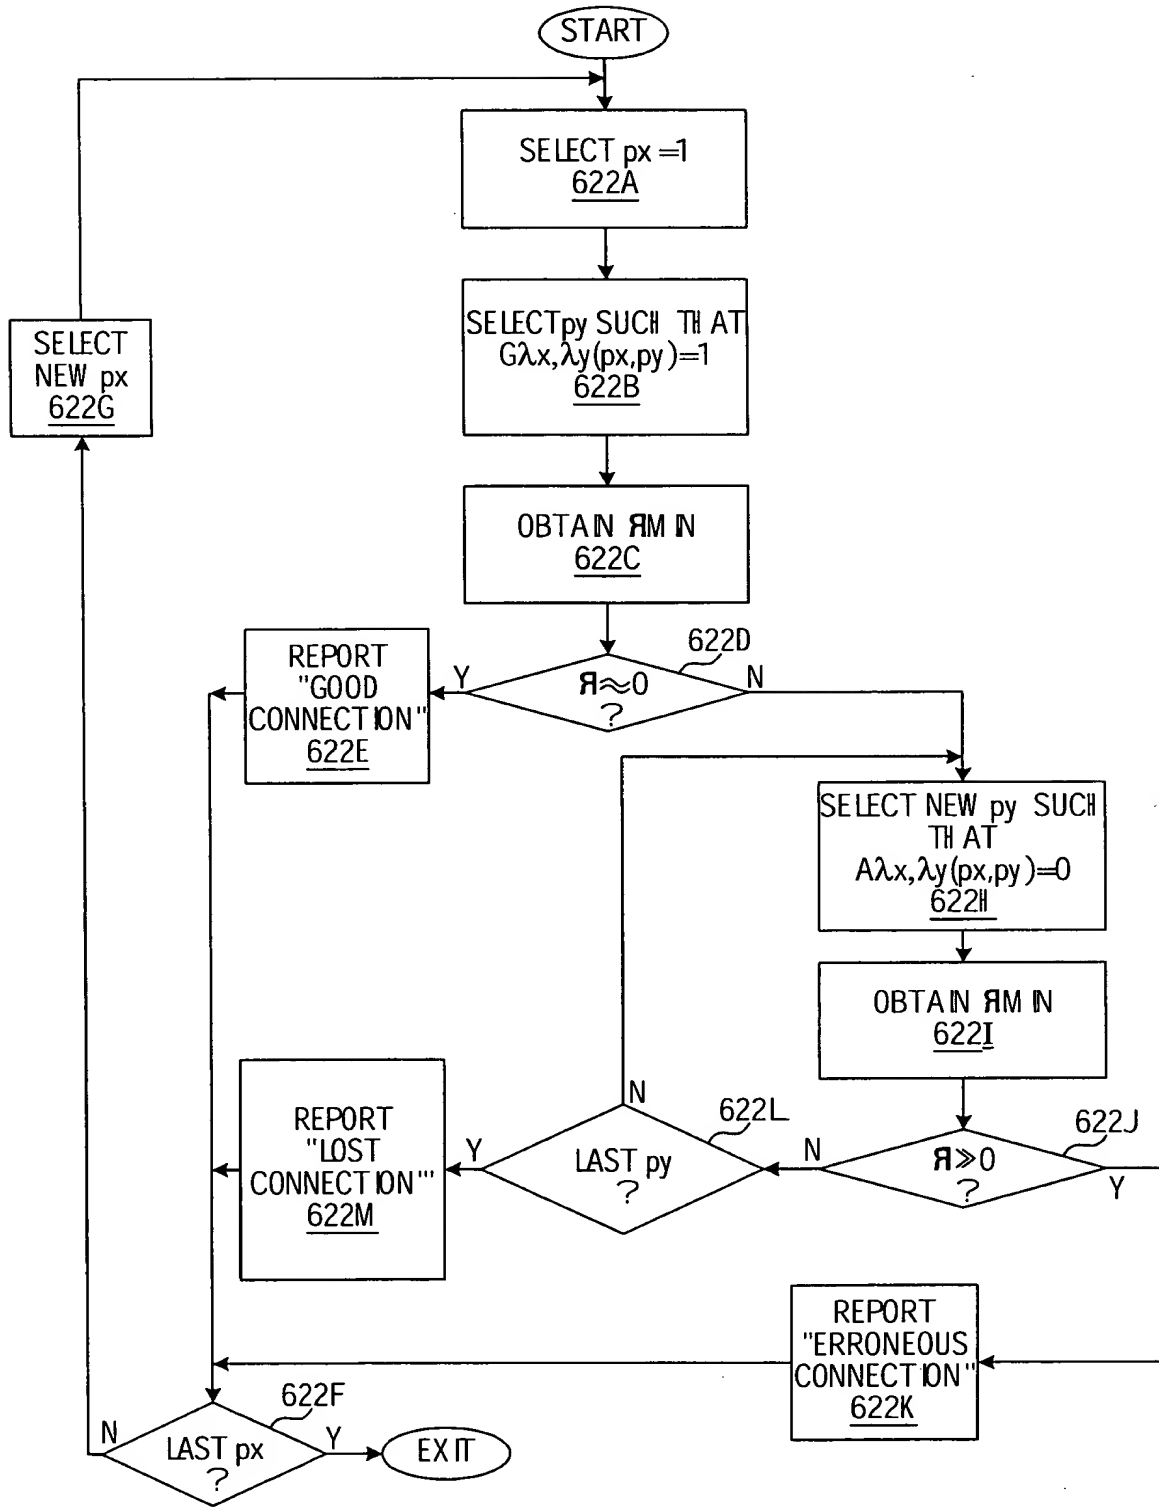 START
SELECT px=1
622A
SELECT py SUCH THAT
Gλx,λy(px,py)=1
622B
SELECT
NEW px
622G
OBTAIN ЯMIN
622C
622D
Я≈0
?
Y
N
REPORT
"GOOD
CONNECTION"
622E
SELECT NEW py SUCH
THAT
Aλx,λy(px,py)=0
622H
OBTAIN ЯMIN
622I
622J
Я≫0
?
N
Y
622L
LAST py
?
N
Y
REPORT
"LOST
CONNECTION'"
622M
REPORT
"ERRONEOUS
CONNECTION"
622K
622F
LAST px
?
N
Y
EXIT